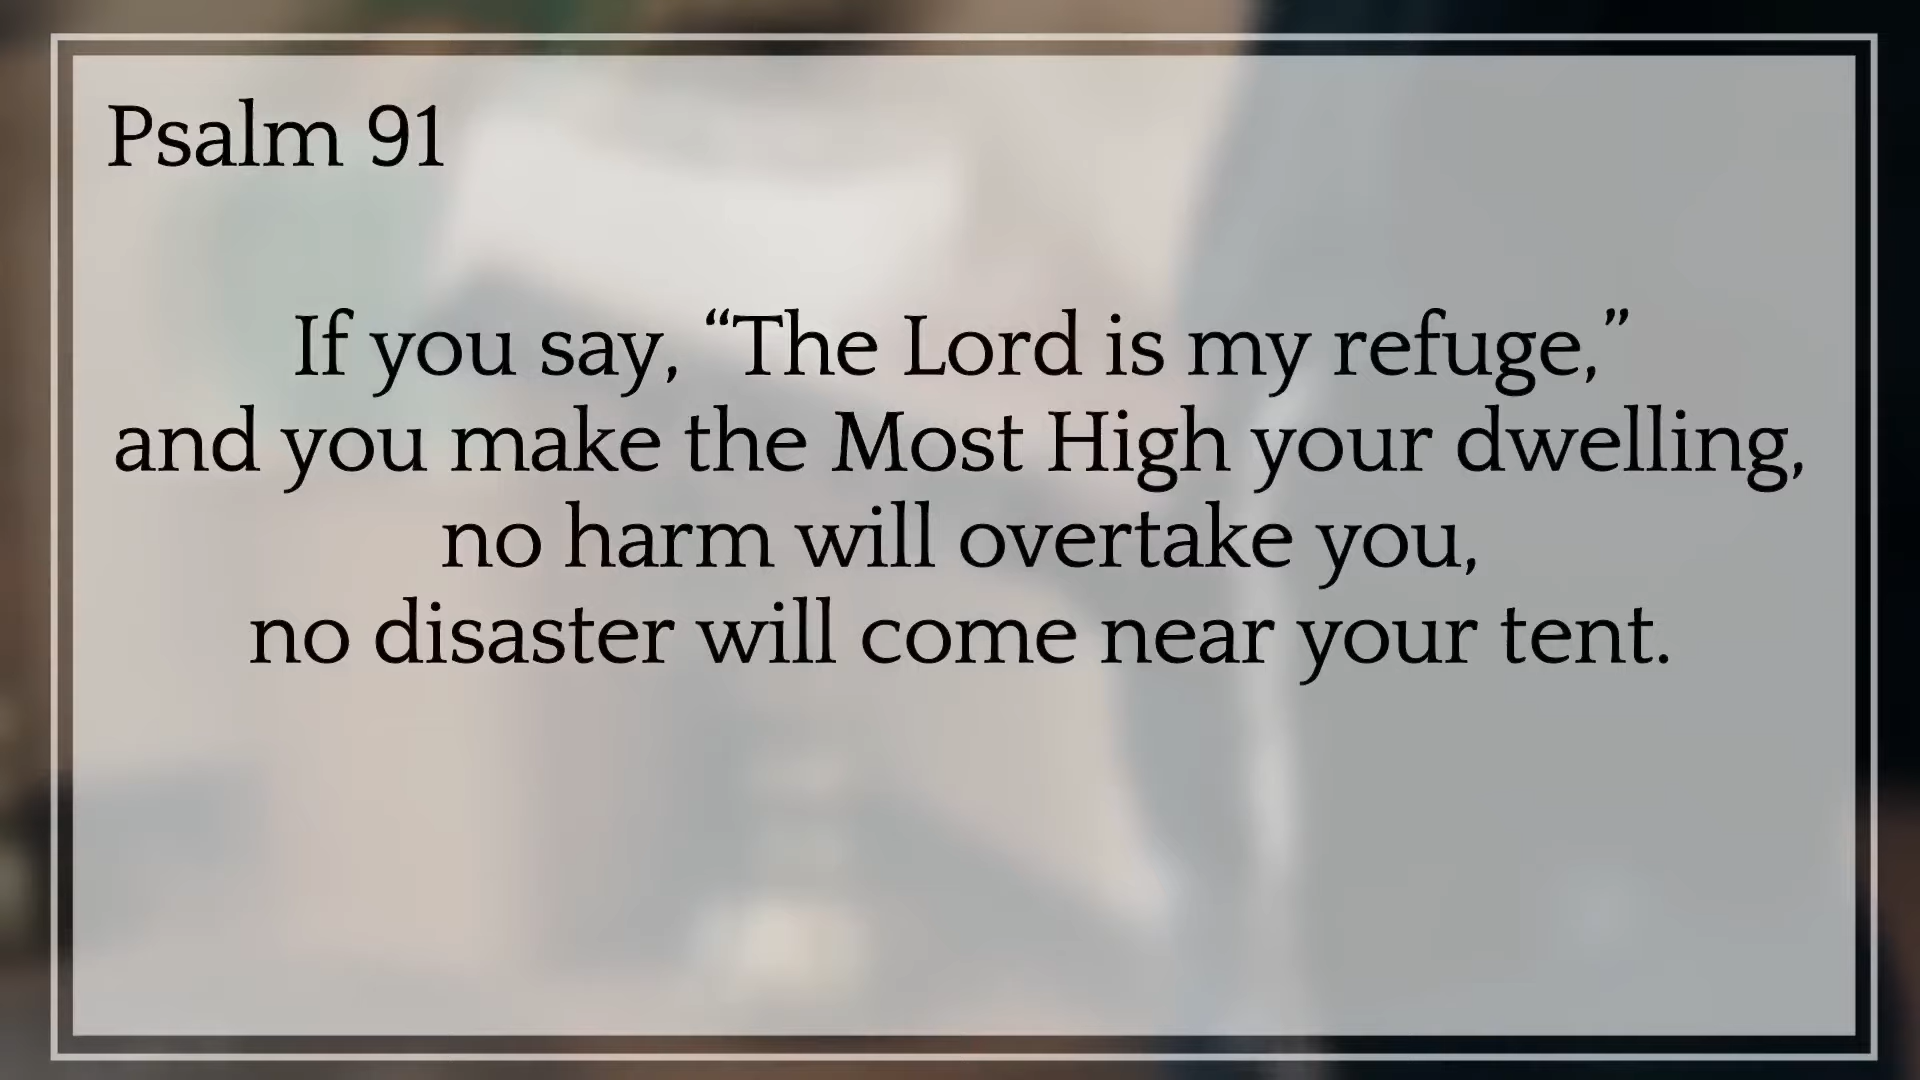 Psalm 91
If you say, “The Lord is my refuge,”
and you make the Most High your dwelling,
no harm will overtake you,
no disaster will come near your tent.